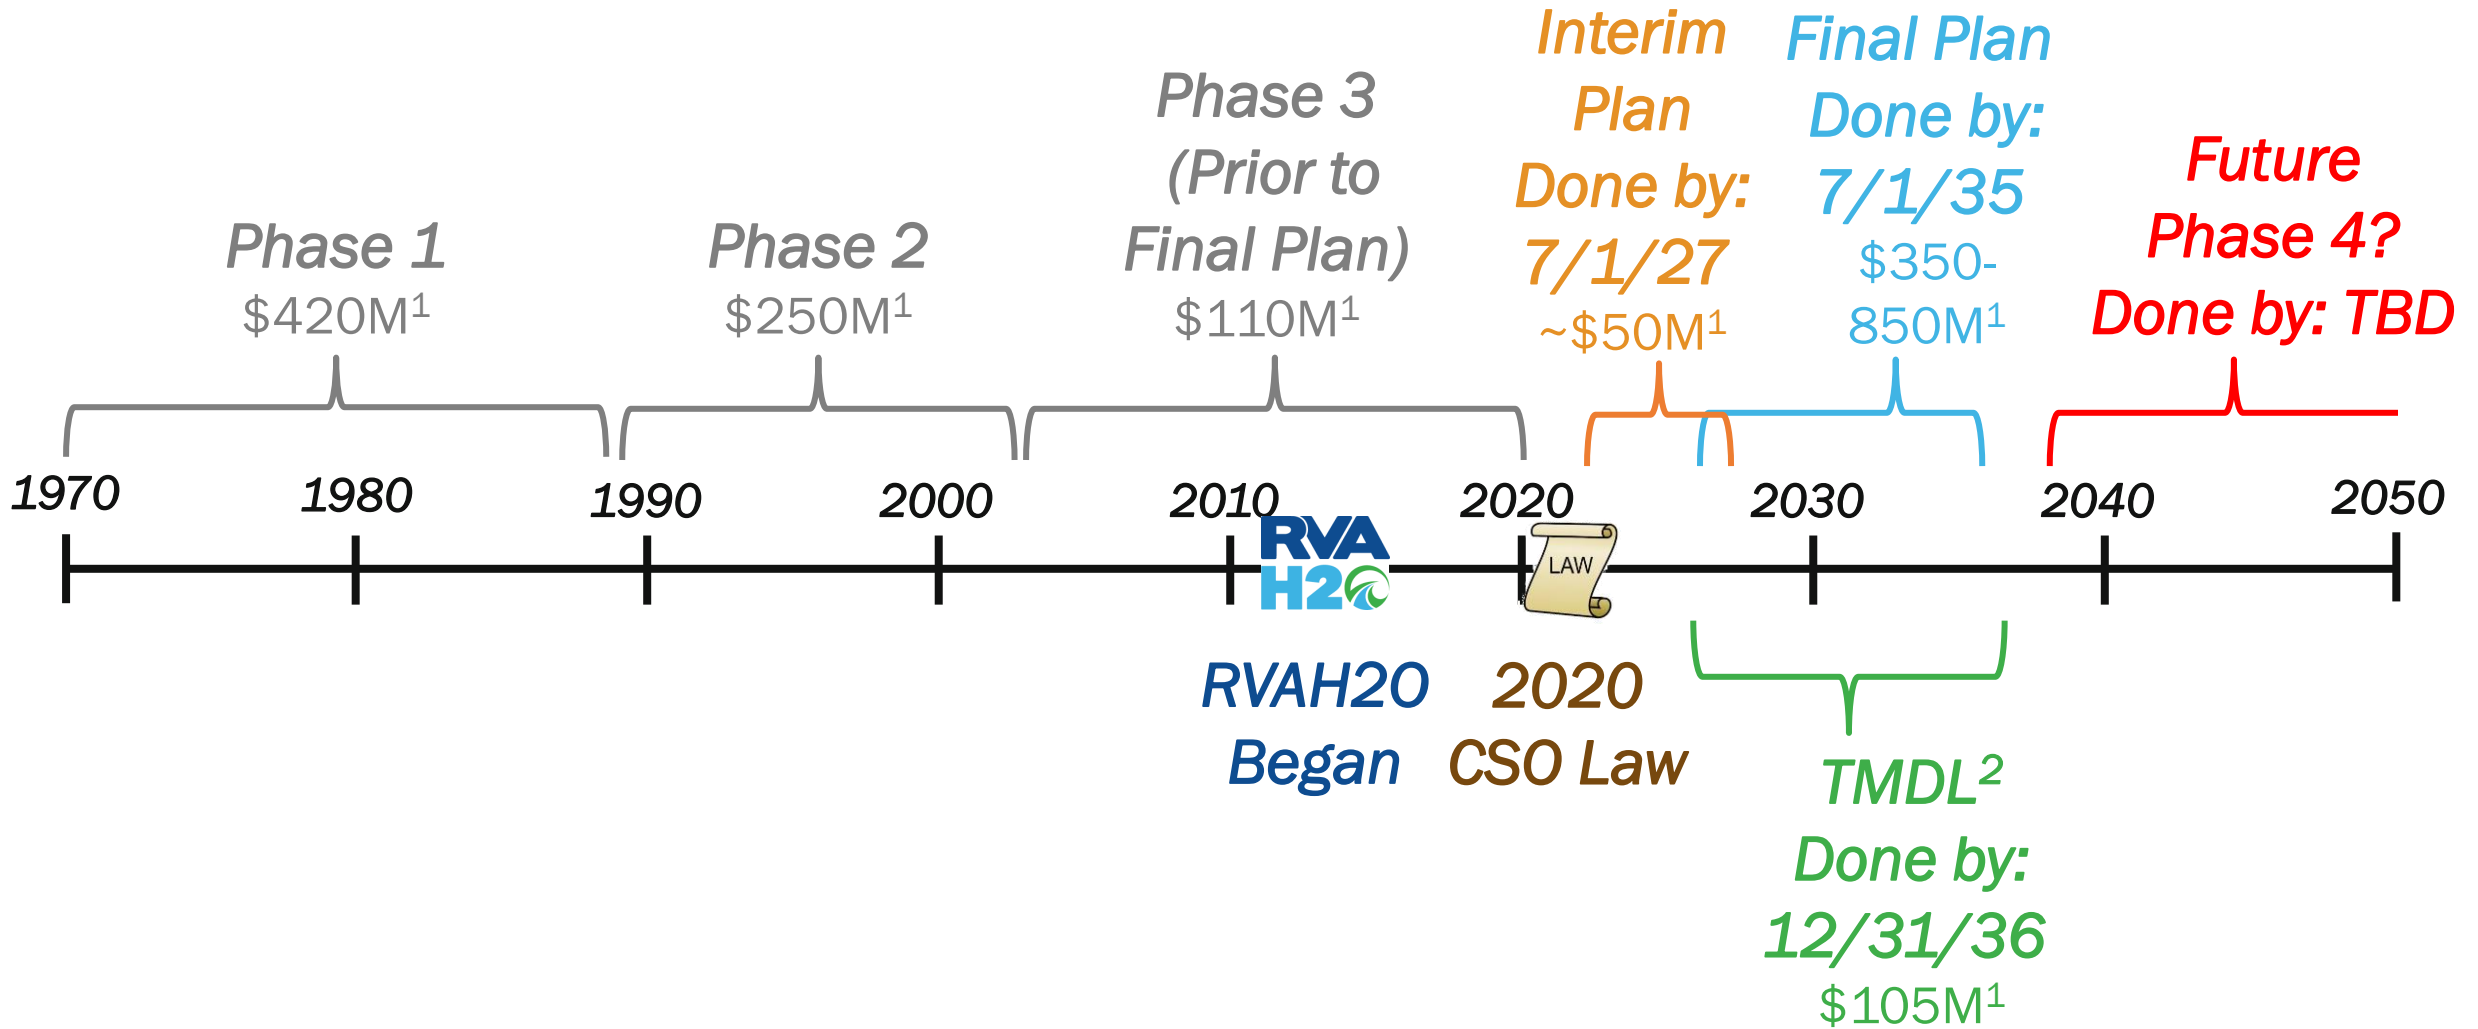 Phase 1
$420M¹
Phase 2
$250M¹
Phase 3
(Prior to
Final Plan)
$110M¹
Interim
Plan
Done by:
7/1/27
~$50M¹
Final Plan
Done by:
7/1/35
$350-
850M¹
Future
Phase 4?
Done by: TBD
1970 1980 1990 2000 2010 2020 2030 2040 2050
RVA
H2O
LAW
RVAH2O
Began
2020
CSO Law
TMDL²
Done by:
12/31/36
$105M¹